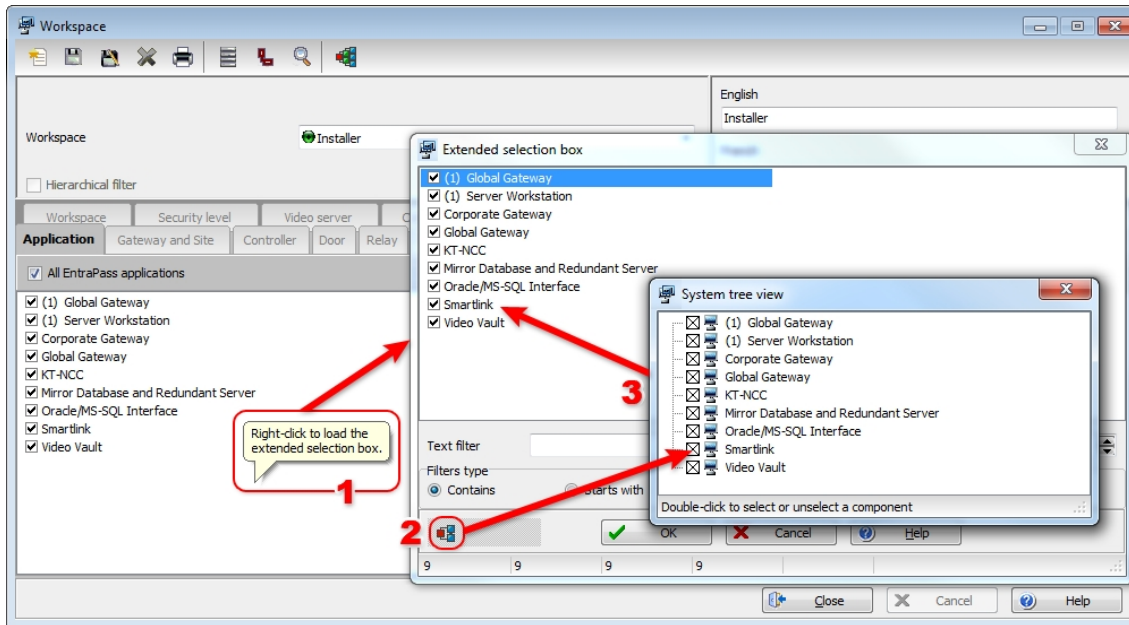 Workspace
English
Installer
Workspace
Installer
Hierarchical filter
Workspace
Security level
Video server
Application
Gateway and Site
Controller
Door
Relay
All EntraPass applications
(1) Global Gateway
(1) Server Workstation
Corporate Gateway
Global Gateway
KT-NCC
Mirror Database and Redundant Server
Oracle/MS-SQL Interface
Smartlink
Video Vault
Right-click to load the
extended selection box.
1
Extended selection box
(1) Global Gateway
(1) Server Workstation
Corporate Gateway
Global Gateway
KT-NCC
Mirror Database and Redundant Server
Oracle/MS-SQL Interface
Smartlink
Video Vault
3
Text filter
Filters type
Contains
Starts with
2
OK
Cancel
Help
9
9
9
9
System tree view
(1) Global Gateway
(1) Server Workstation
Corporate Gateway
Global Gateway
KT-NCC
Mirror Database and Redundant Server
Oracle/MS-SQL Interface
Smartlink
Video Vault
Double-click to select or unselect a component
Close
Cancel
Help